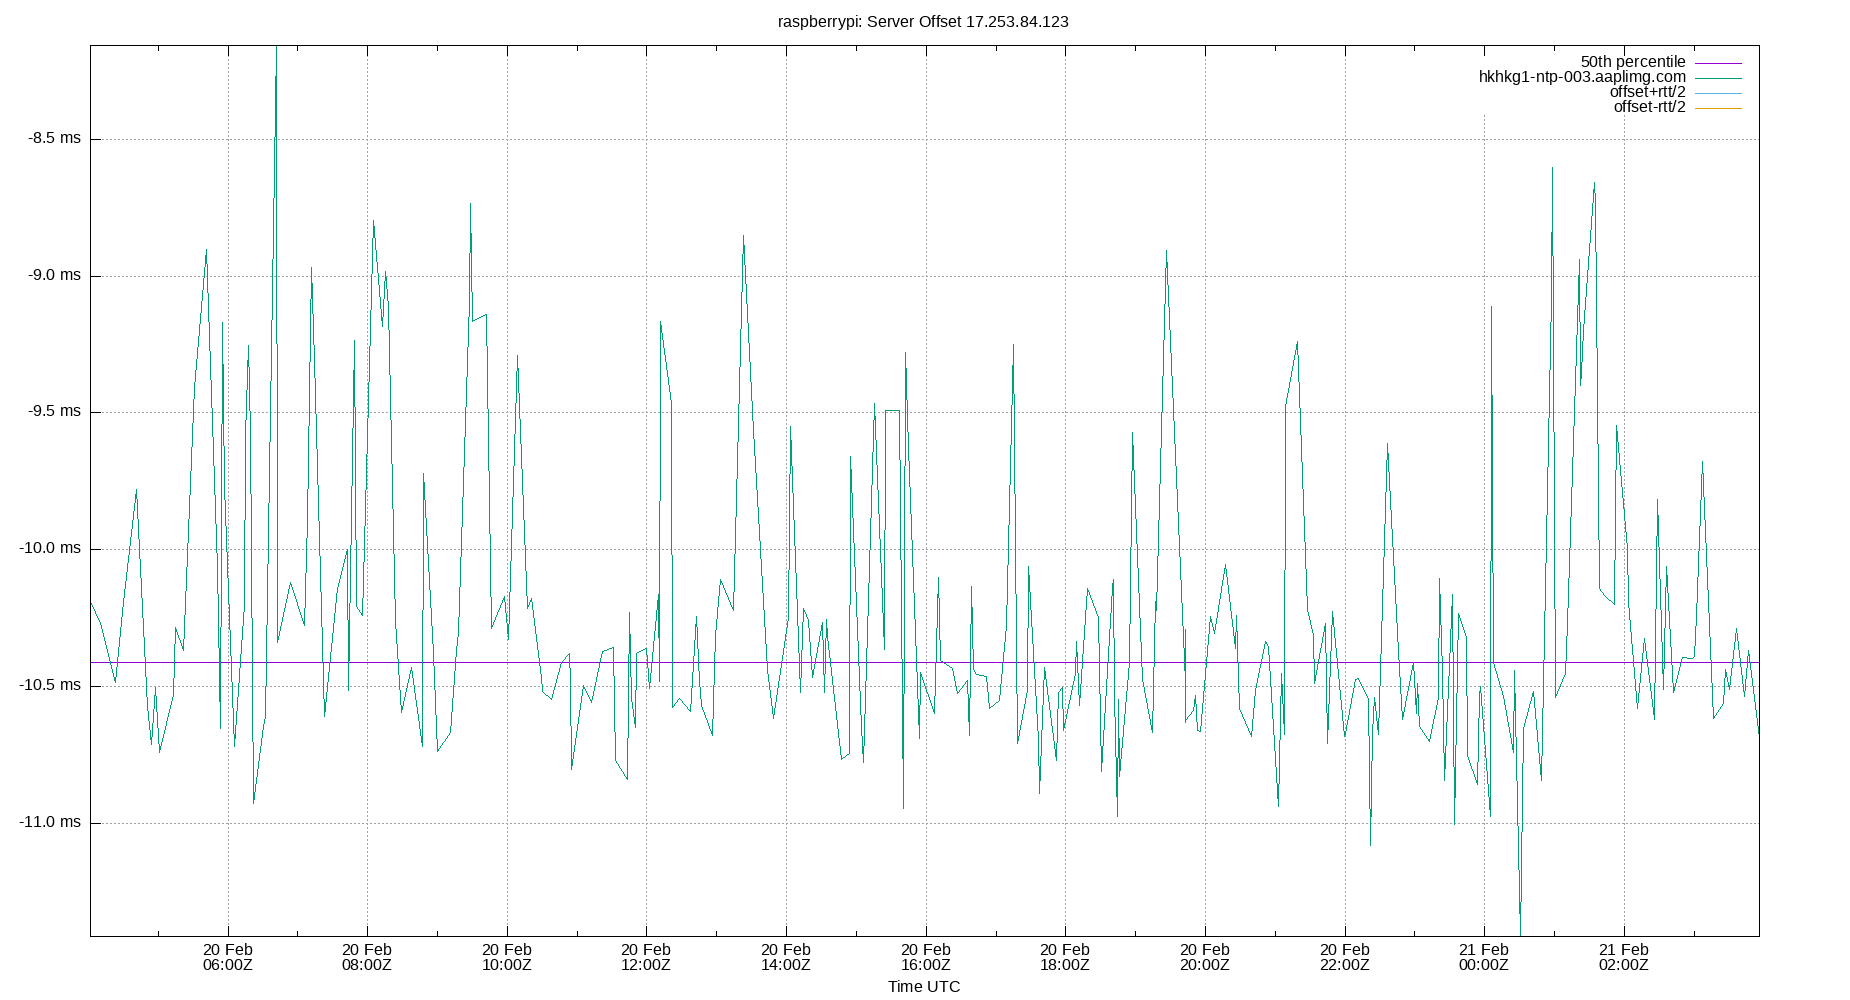 raspberrypi: Server Offset 17.253.84.123
50th percentile
hkhkg1-ntp-003.aaplimg.com
offset+rtt/2
offset-rtt/2
-8.5 ms
-9.0 ms
-9.5 ms
-10.0 ms
-10.5 ms
-11.0 ms
20 Feb 20 Feb 20 Feb 20 Feb 20 Feb 20 Feb 20 Feb 20 Feb 20 Feb 21 Feb 21 Feb
06:00Z 08:00Z 10:00Z 12:00Z 14:00Z 16:00Z 18:00Z 20:00Z 22:00Z 00:00Z 02:00Z
Time UTC